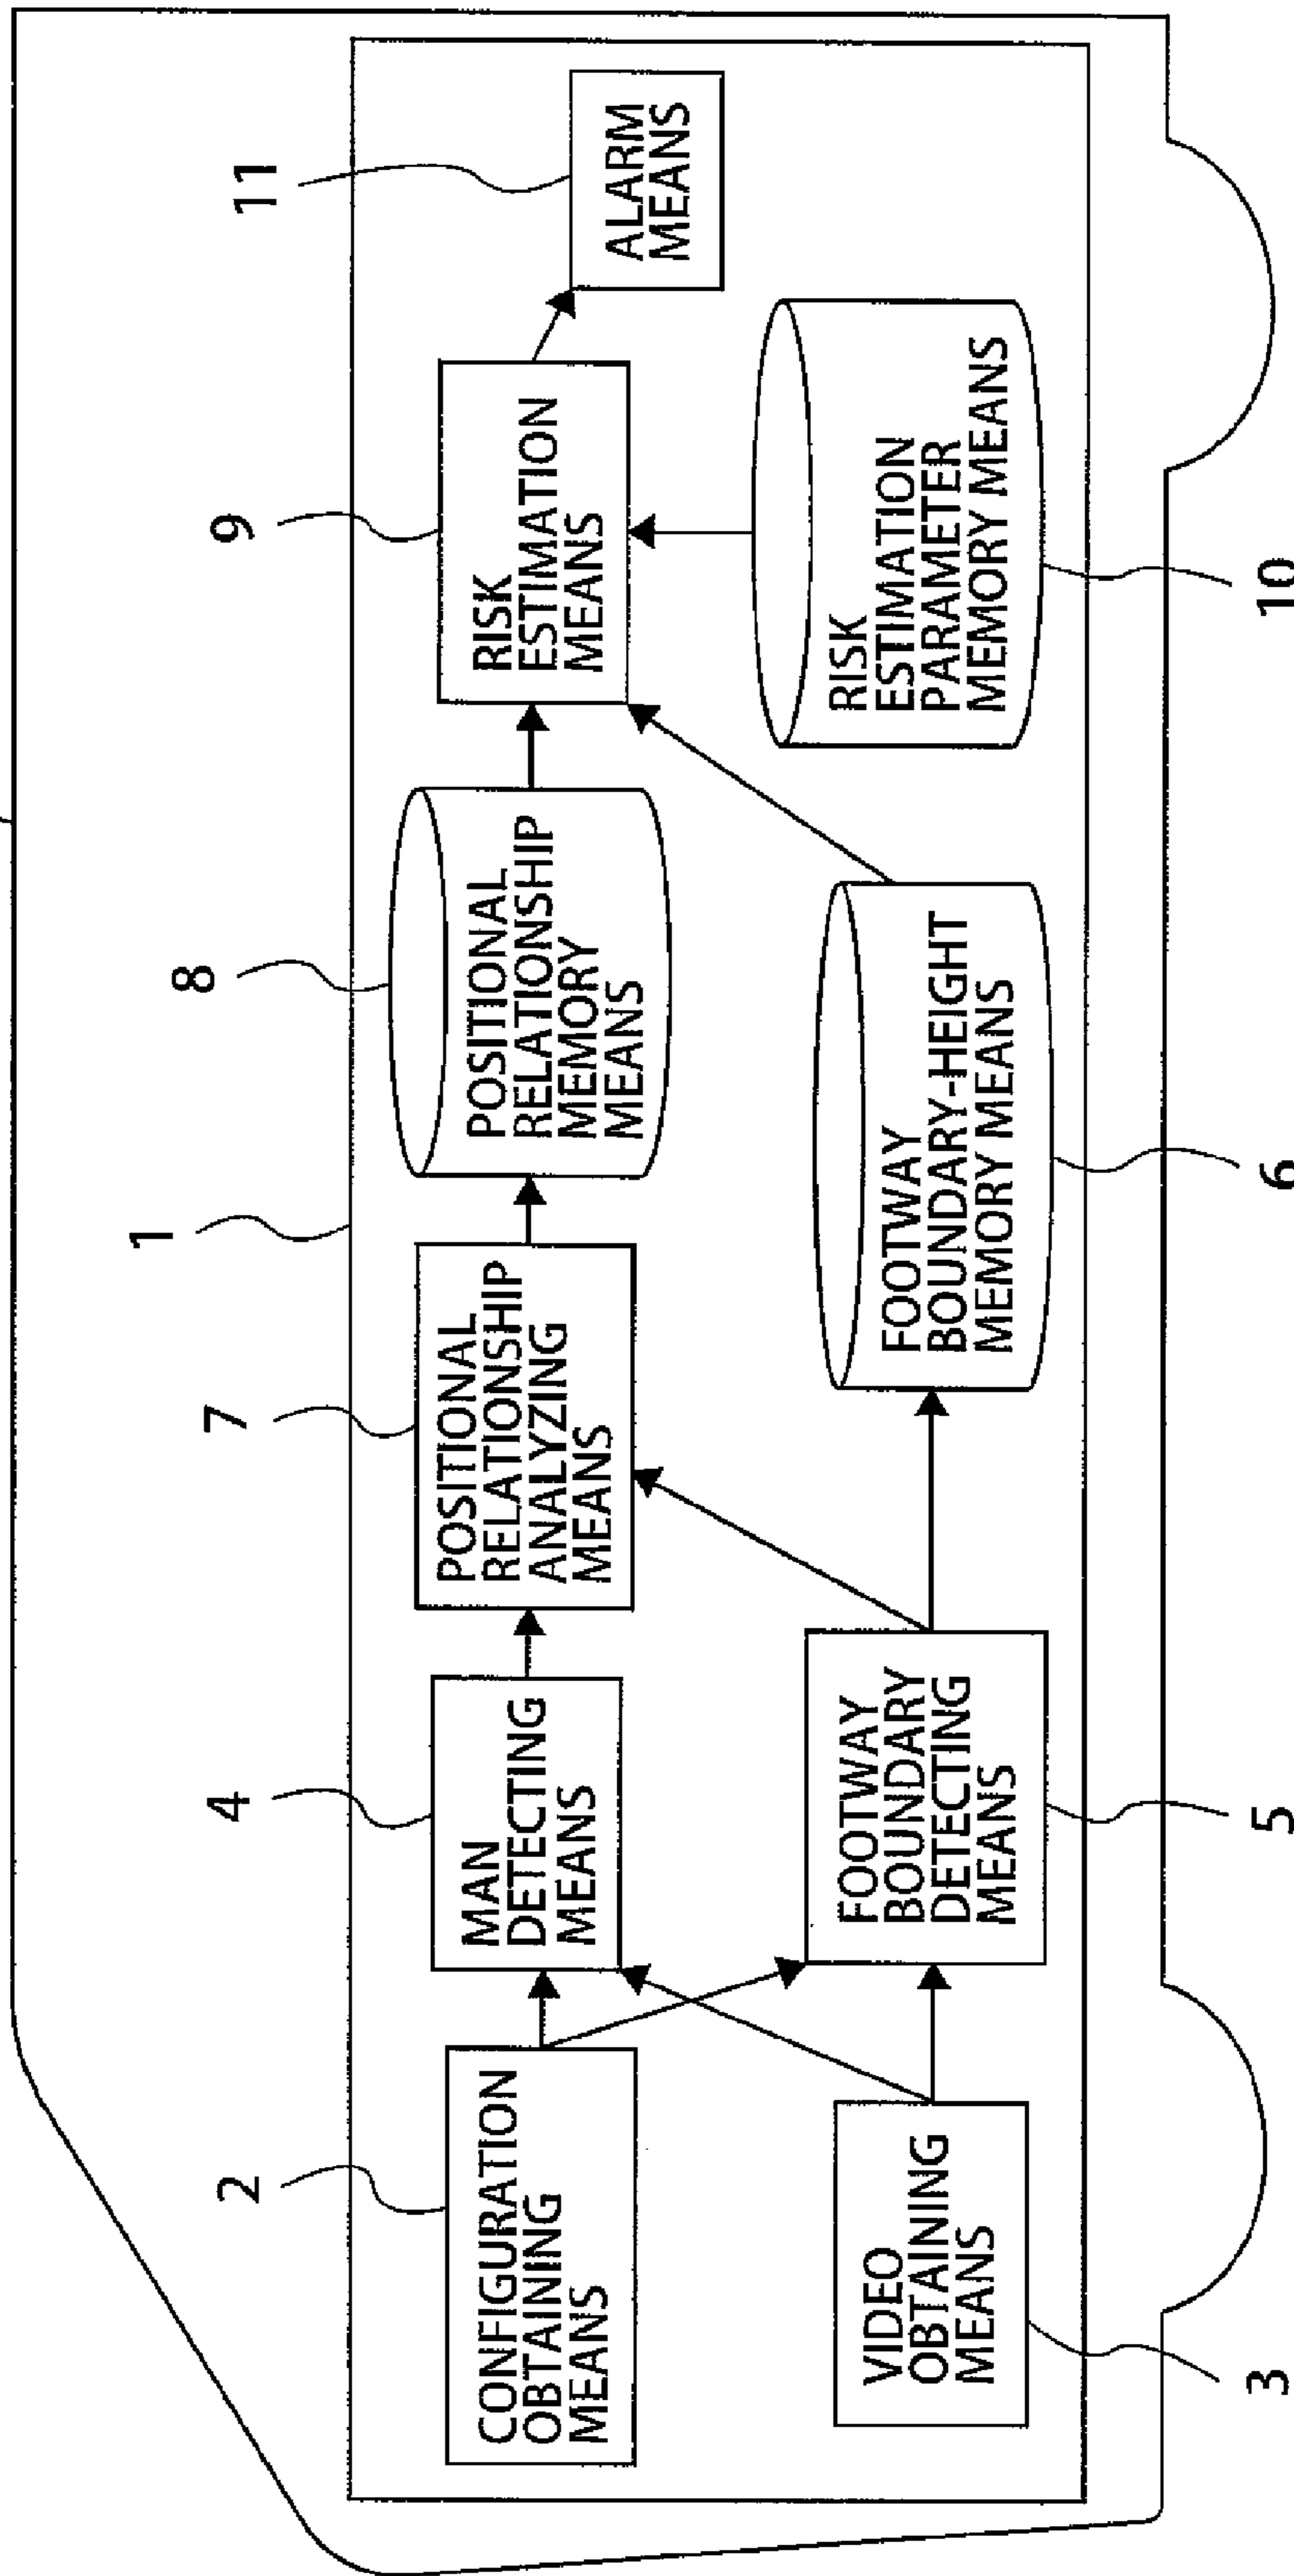 1
2
CONFIGURATION
OBTAINING
MEANS
4
MAN
DETECTING
MEANS
7
POSITIONAL
RELATIONSHIP
ANALYZING
MEANS
8
POSITIONAL
RELATIONSHIP
MEMORY
MEANS
9
RISK
ESTIMATION
MEANS
11
ALARM
MEANS
VIDEO
OBTAINING
MEANS
3
FOOTWAY
BOUNDARY
DETECTING
MEANS
5
FOOTWAY
BOUNDARY-HEIGHT
MEMORY MEANS
6
RISK
ESTIMATION
PARAMETER
MEMORY MEANS
10